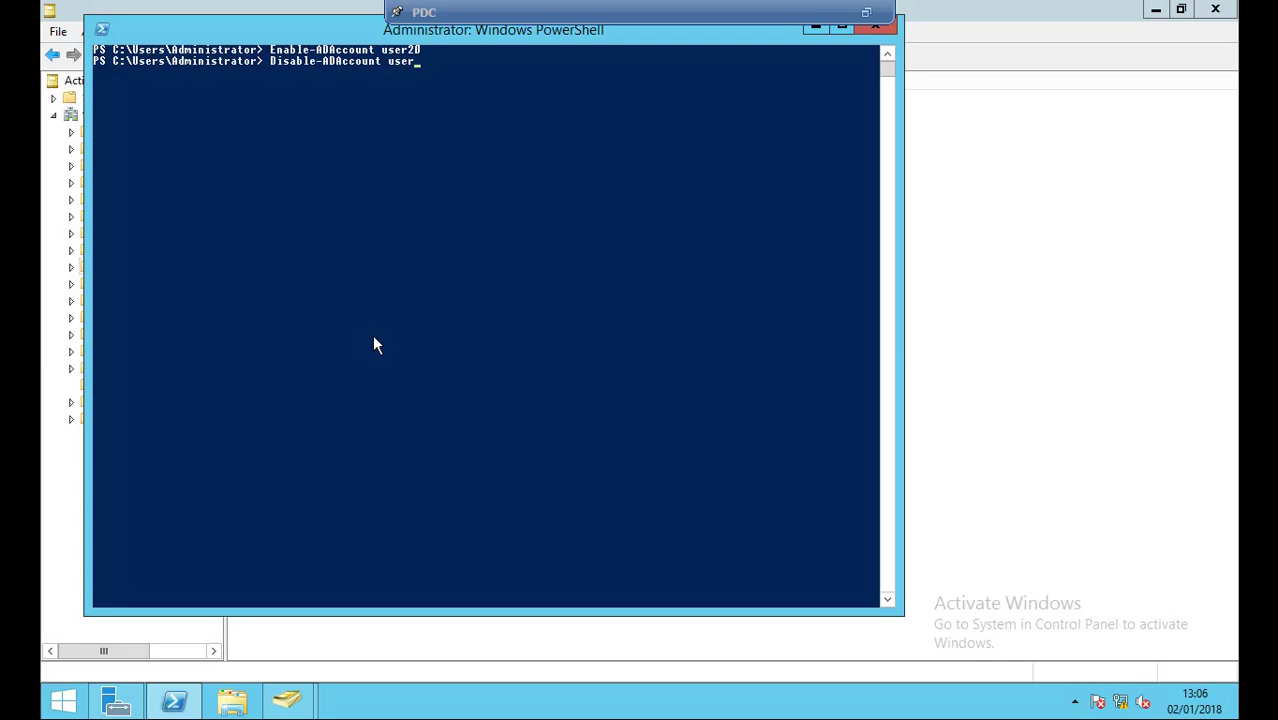 PDC
Administrator: Windows PowerShell
File
PS C:\Users\Administrator> Enable-ADAccount user20
PS C:\Users\Administrator> Disable-ADAccount user_
Acti
Activate Windows
Go to System in Control Panel to activate
Windows.
13:06
02/01/2018